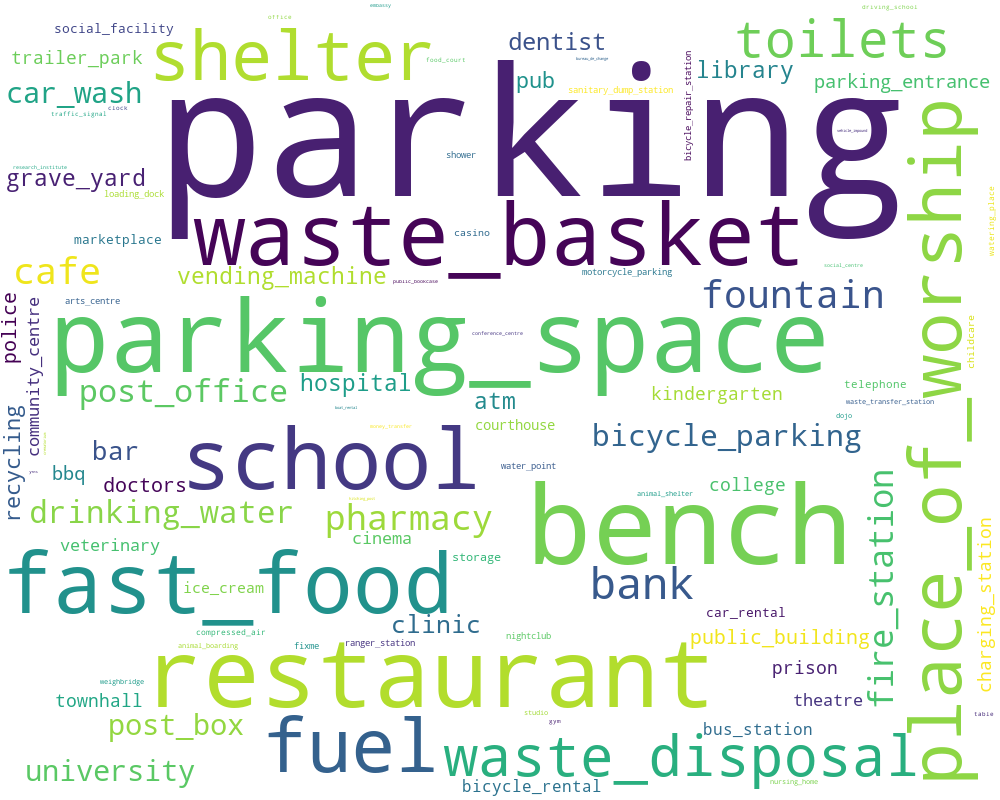 embassy
driving_school
office
social_facility
shelter
dentist
toilets
trailer_park
food_court
bureau_de_change
library
parking_entrance
car_wash
pub
sanitary_dump_station
bicycle_repair_station
clock
traffic_signal
parking
vehicle_impound
place_of_worship
research_institute
grave_yard
loading_dock
shower
watering_place
waste_basket
marketplace
casino
cafe
vending_machine
public_bookcase
motorcycle_parking
social_centre
fountain
police
community_centre
arts_centre
parking_space
conference_centre
childcare
post_office
hospital
atm
kindergarten
telephone
waste_transfer_station
recycling
bar
school
courthouse
bicycle_parking
dojo
bbq
doctors
water_point
animal_shelter
college
drinking_water
pharmacy
bench
fire_station
charging_station
veterinary
cinema
storage
fast_food
ice_cream
bank
compressed_air
clinic
car_rental
animal_boarding
fixme
ranger_station
nightclub
public_building
weighbridge
restaurant
prison
townhall
theatre
post_box
studio
gym
table
fuel
bus_station
university
waste_disposal
bicycle_rental
nursing_home